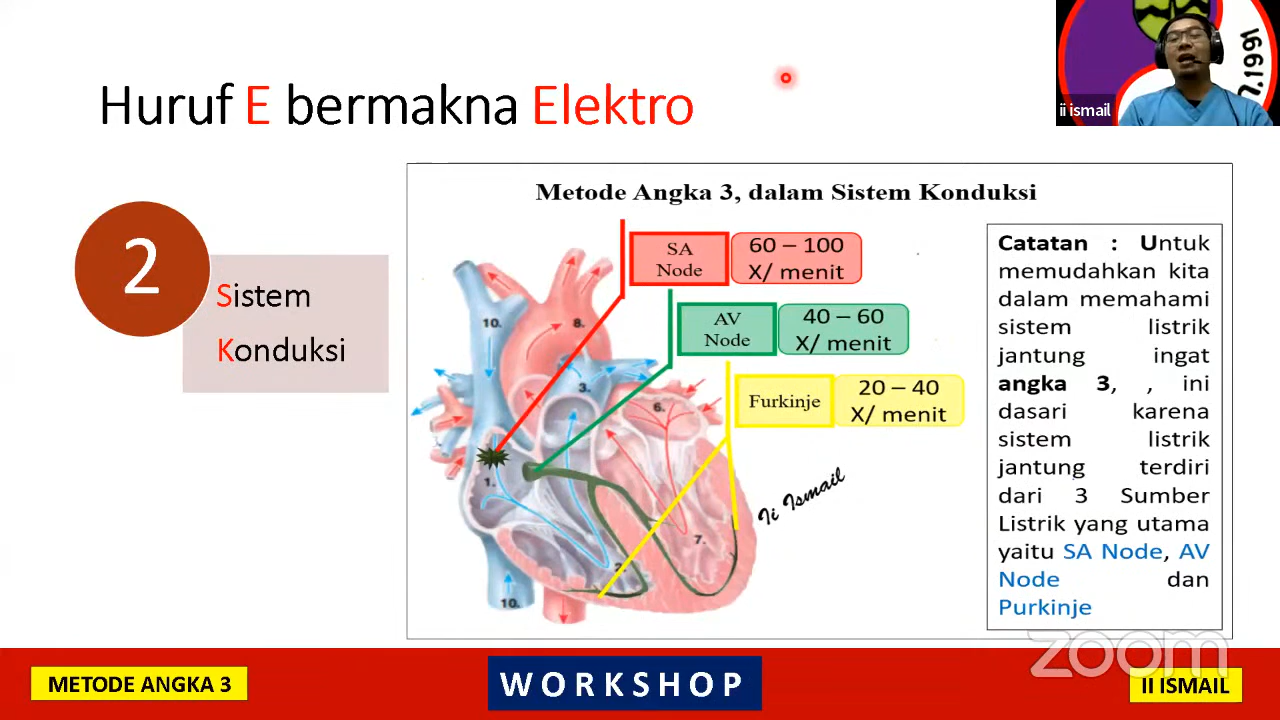 Huruf E bermakna Elektro
ii ismail
2
Sistem
Konduksi
Metode Angka 3, dalam Sistem Konduksi
SA
Node
60 – 100
X/ menit
AV
Node
40 – 60
X/ menit
Furkinje
20 – 40
X/ menit
10.
8.
3.
6.
1.
7.
2.
10.
Ii Ismail
Catatan : Untuk
memudahkan kita
dalam memahami
sistem listrik
jantung ingat
angka 3, , ini
dasari karena
sistem listrik
jantung terdiri
dari 3 Sumber
Listrik yang utama
yaitu SA Node, AV
Node dan
Purkinje
zoom
METODE ANGKA 3
WORKSHOP
II ISMAIL